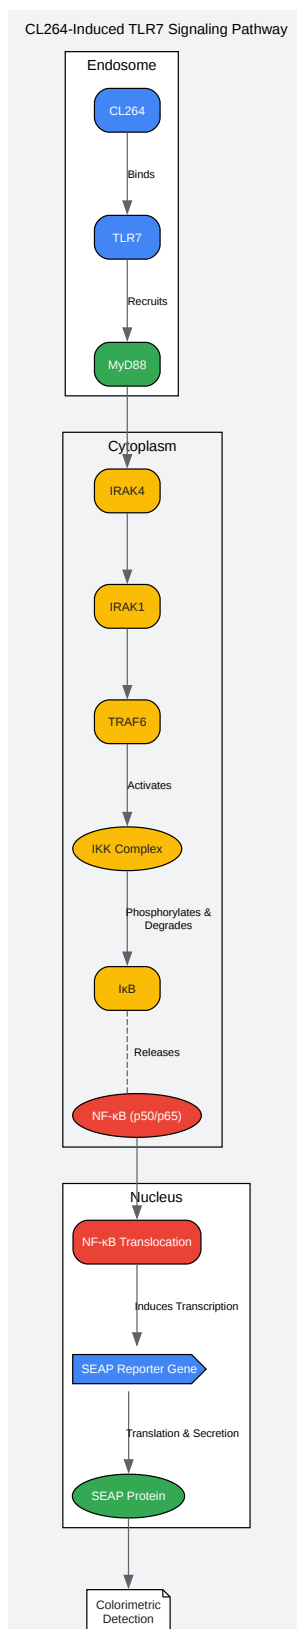 CL264-Induced TLR7 Signaling Pathway
Endosome
CL264
Binds
TLR7
Recruits
MyD88
Cytoplasm
IRAK4
IRAK1
TRAF6
Activates
IKK Complex
Phosphorylates &
Degrades
IκB
Releases
NF-κB (p50/p65)
Nucleus
NF-κB Translocation
Induces Transcription
SEAP Reporter Gene
Translation & Secretion
SEAP Protein
Colorimetric
Detection